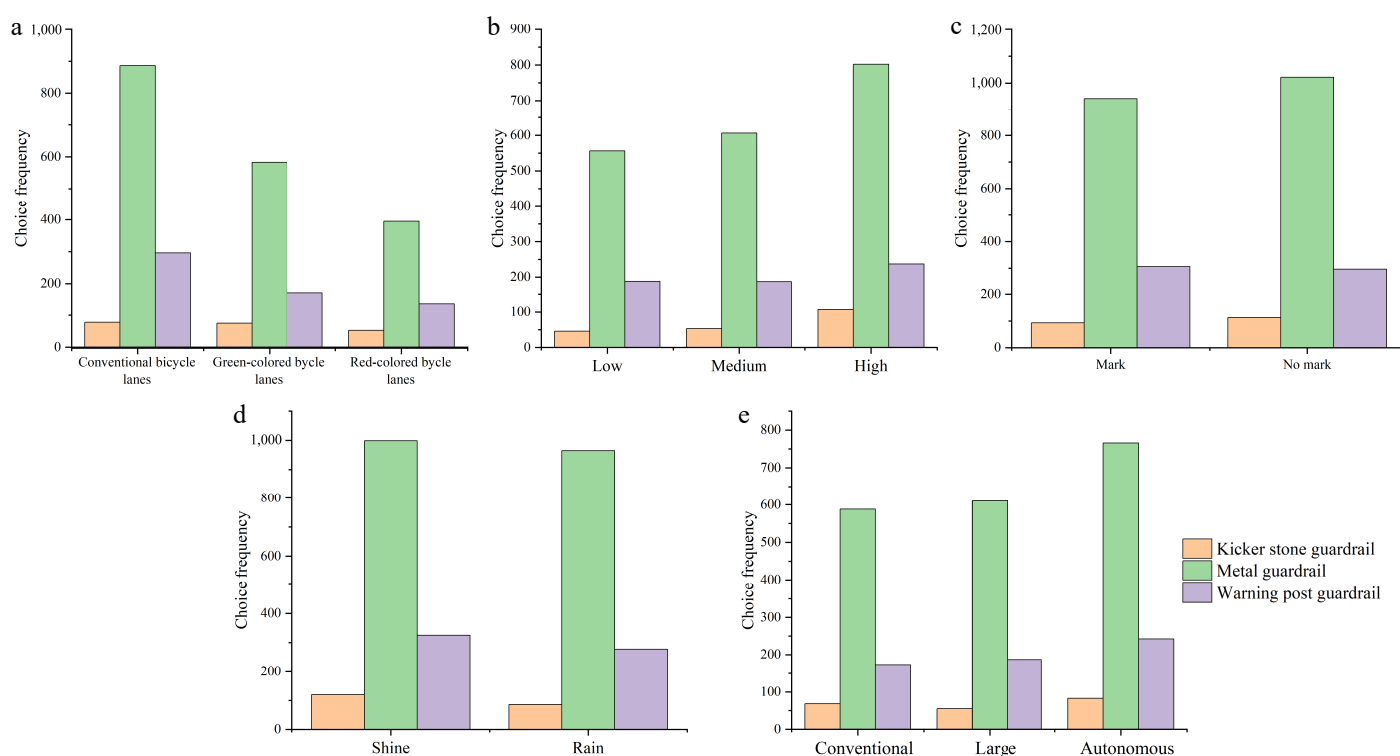 a
1,000
800
600
400
200
0
Choice frequency
Conventional bicycle
lanes
Green-colored bycle
lanes
Red-colored bycle
lanes
b
900
800
700
600
500
400
300
200
100
0
Choice frequency
Low
Medium
High
c
1,200
1,000
800
600
400
200
0
Choice frequency
Mark
No mark
d
1,000
800
600
400
200
0
Choice frequency
Shine
Rain
e
800
700
600
500
400
300
200
100
0
Choice frequency
Conventional
Large
Autonomous
Kicker stone guardrail
Metal guardrail
Warning post guardrail